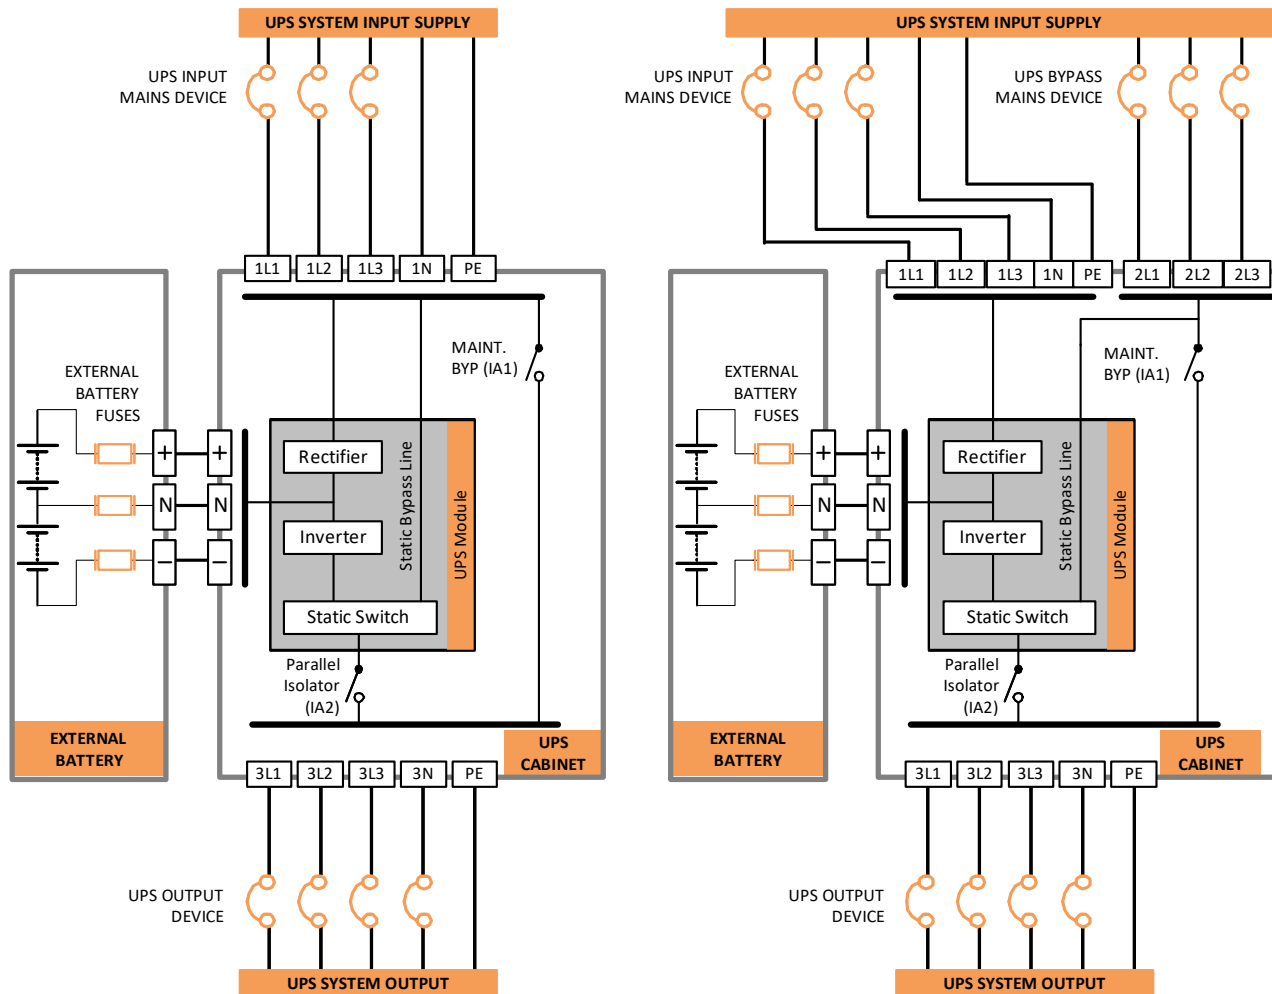 UPS SYSTEM INPUT SUPPLY
UPS INPUT
MAINS DEVICE
1L1 1L2 1L3 1N PE
MAINT.
BYP (IA1)
EXTERNAL
BATTERY
FUSES
+ +
N N
– –
Rectifier
Inverter
Static Switch
Static Bypass Line
UPS Module
Parallel
Isolator
(IA2)
EXTERNAL
BATTERY
UPS
CABINET
3L1 3L2 3L3 3N PE
UPS OUTPUT
DEVICE
UPS SYSTEM OUTPUT
UPS SYSTEM INPUT SUPPLY
UPS INPUT
MAINS DEVICE
UPS BYPASS
MAINS DEVICE
1L1 1L2 1L3 1N PE 2L1 2L2 2L3
MAINT.
BYP (IA1)
EXTERNAL
BATTERY
FUSES
+ +
N N
– –
Rectifier
Inverter
Static Switch
Static Bypass Line
UPS Module
Parallel
Isolator
(IA2)
EXTERNAL
BATTERY
UPS
CABINET
3L1 3L2 3L3 3N PE
UPS OUTPUT
DEVICE
UPS SYSTEM OUTPUT